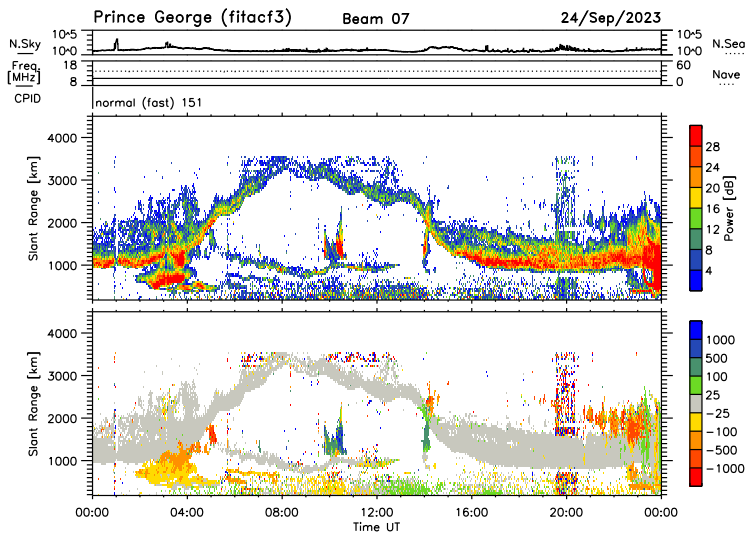 Prince George (fitacf3) Beam 07 24/Sep/2023
N.Sky 10^5 10^5 N.Sea
10^0 10^0
Freq. 18 60
[MHz] 8 0 Nave
CPID normal (fast) 151
Slant Range [km]
4000
3000
2000
1000
Power [dB]
28
24
20
16
12
8
4
Slant Range [km]
4000
3000
2000
1000
1000
500
100
25
-25
-100
-500
-1000
00:00 04:00 08:00 12:00 16:00 20:00 00:00
Time UT